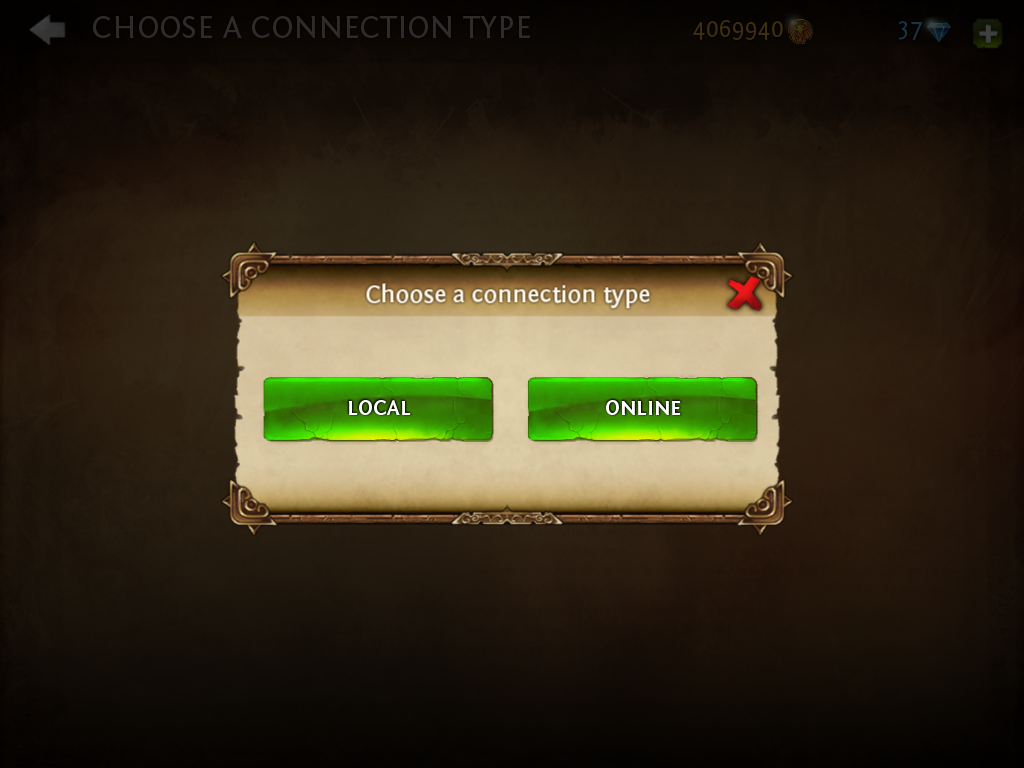 CHOOSE A CONNECTION TYPE
4069940
37
Choose a connection type
LOCAL
ONLINE